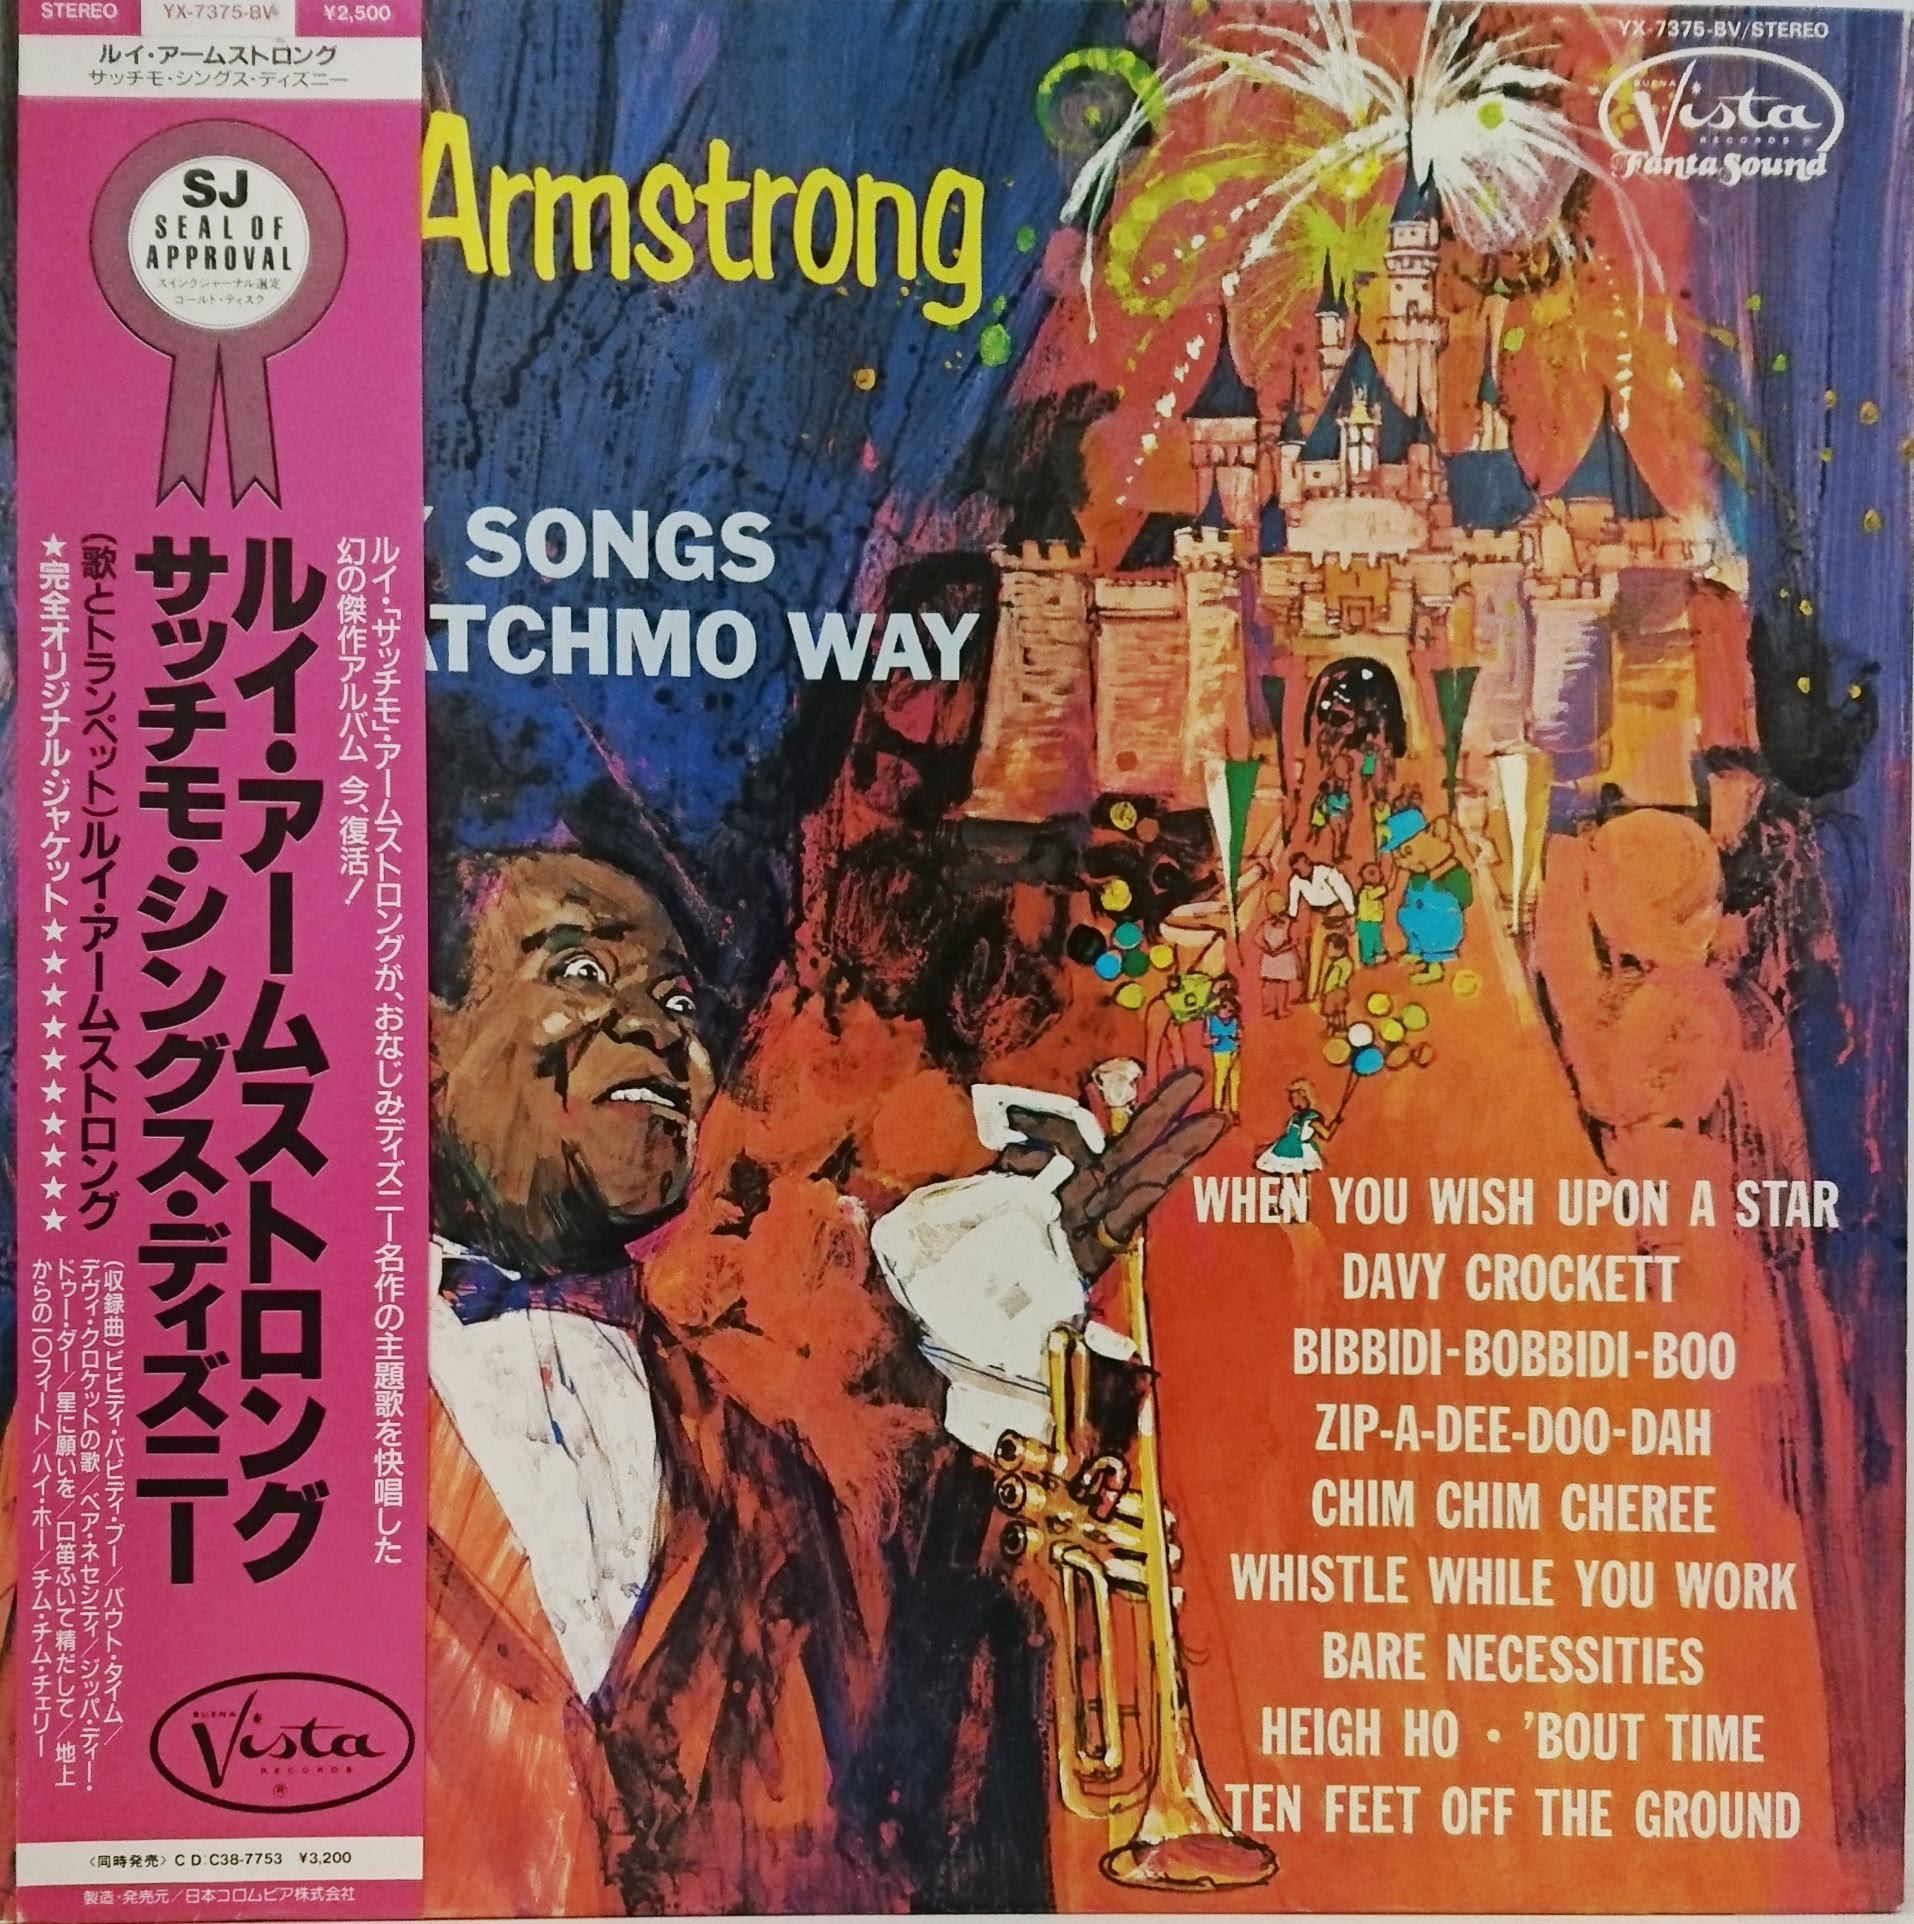 STEREO YX-7375-BV ¥2,500
ルイ・アームストロング
サッチモ・シングス・ディズニー
SJ
SEAL OF
APPROVAL
スイングジャーナル選定
ゴールド・ディスク
ルイ・「サッチモ」・アームストロングが、おなじみディズニー名作の主題歌を快唱した
幻の傑作アルバム 今、復活!
ルイ・アームストロング
サッチモ・シングス・ディズニー
(歌とトランペット)ルイ・アームストロング
★完全オリジナル・ジャケット★★★★★★★★★★
(収録曲)ビビディ・バビディ・ブー/バウト・タイム/
デヴィ・クロケットの歌/ベア・ネセシティ/ジッパ・ディー・
ドゥー・ダー/星に願いを/口笛ふいて精だして/地上
からの一〇フィート/ハイ・ホー/チム・チム・チェリー
BUENA
Vista
RECORDS
®
〈同時発売〉CD:C38-7753 ¥3,200
製造・発売元/日本コロムビア株式会社
YX-7375-BV/STEREO
BUENA
Vista
RECORDS
FantaSound
Armstrong
SONGS
ATCHMO WAY
WHEN YOU WISH UPON A STAR
DAVY CROCKETT
BIBBIDI-BOBBIDI-BOO
ZIP-A-DEE-DOO-DAH
CHIM CHIM CHEREE
WHISTLE WHILE YOU WORK
BARE NECESSITIES
HEIGH HO • 'BOUT TIME
TEN FEET OFF THE GROUND